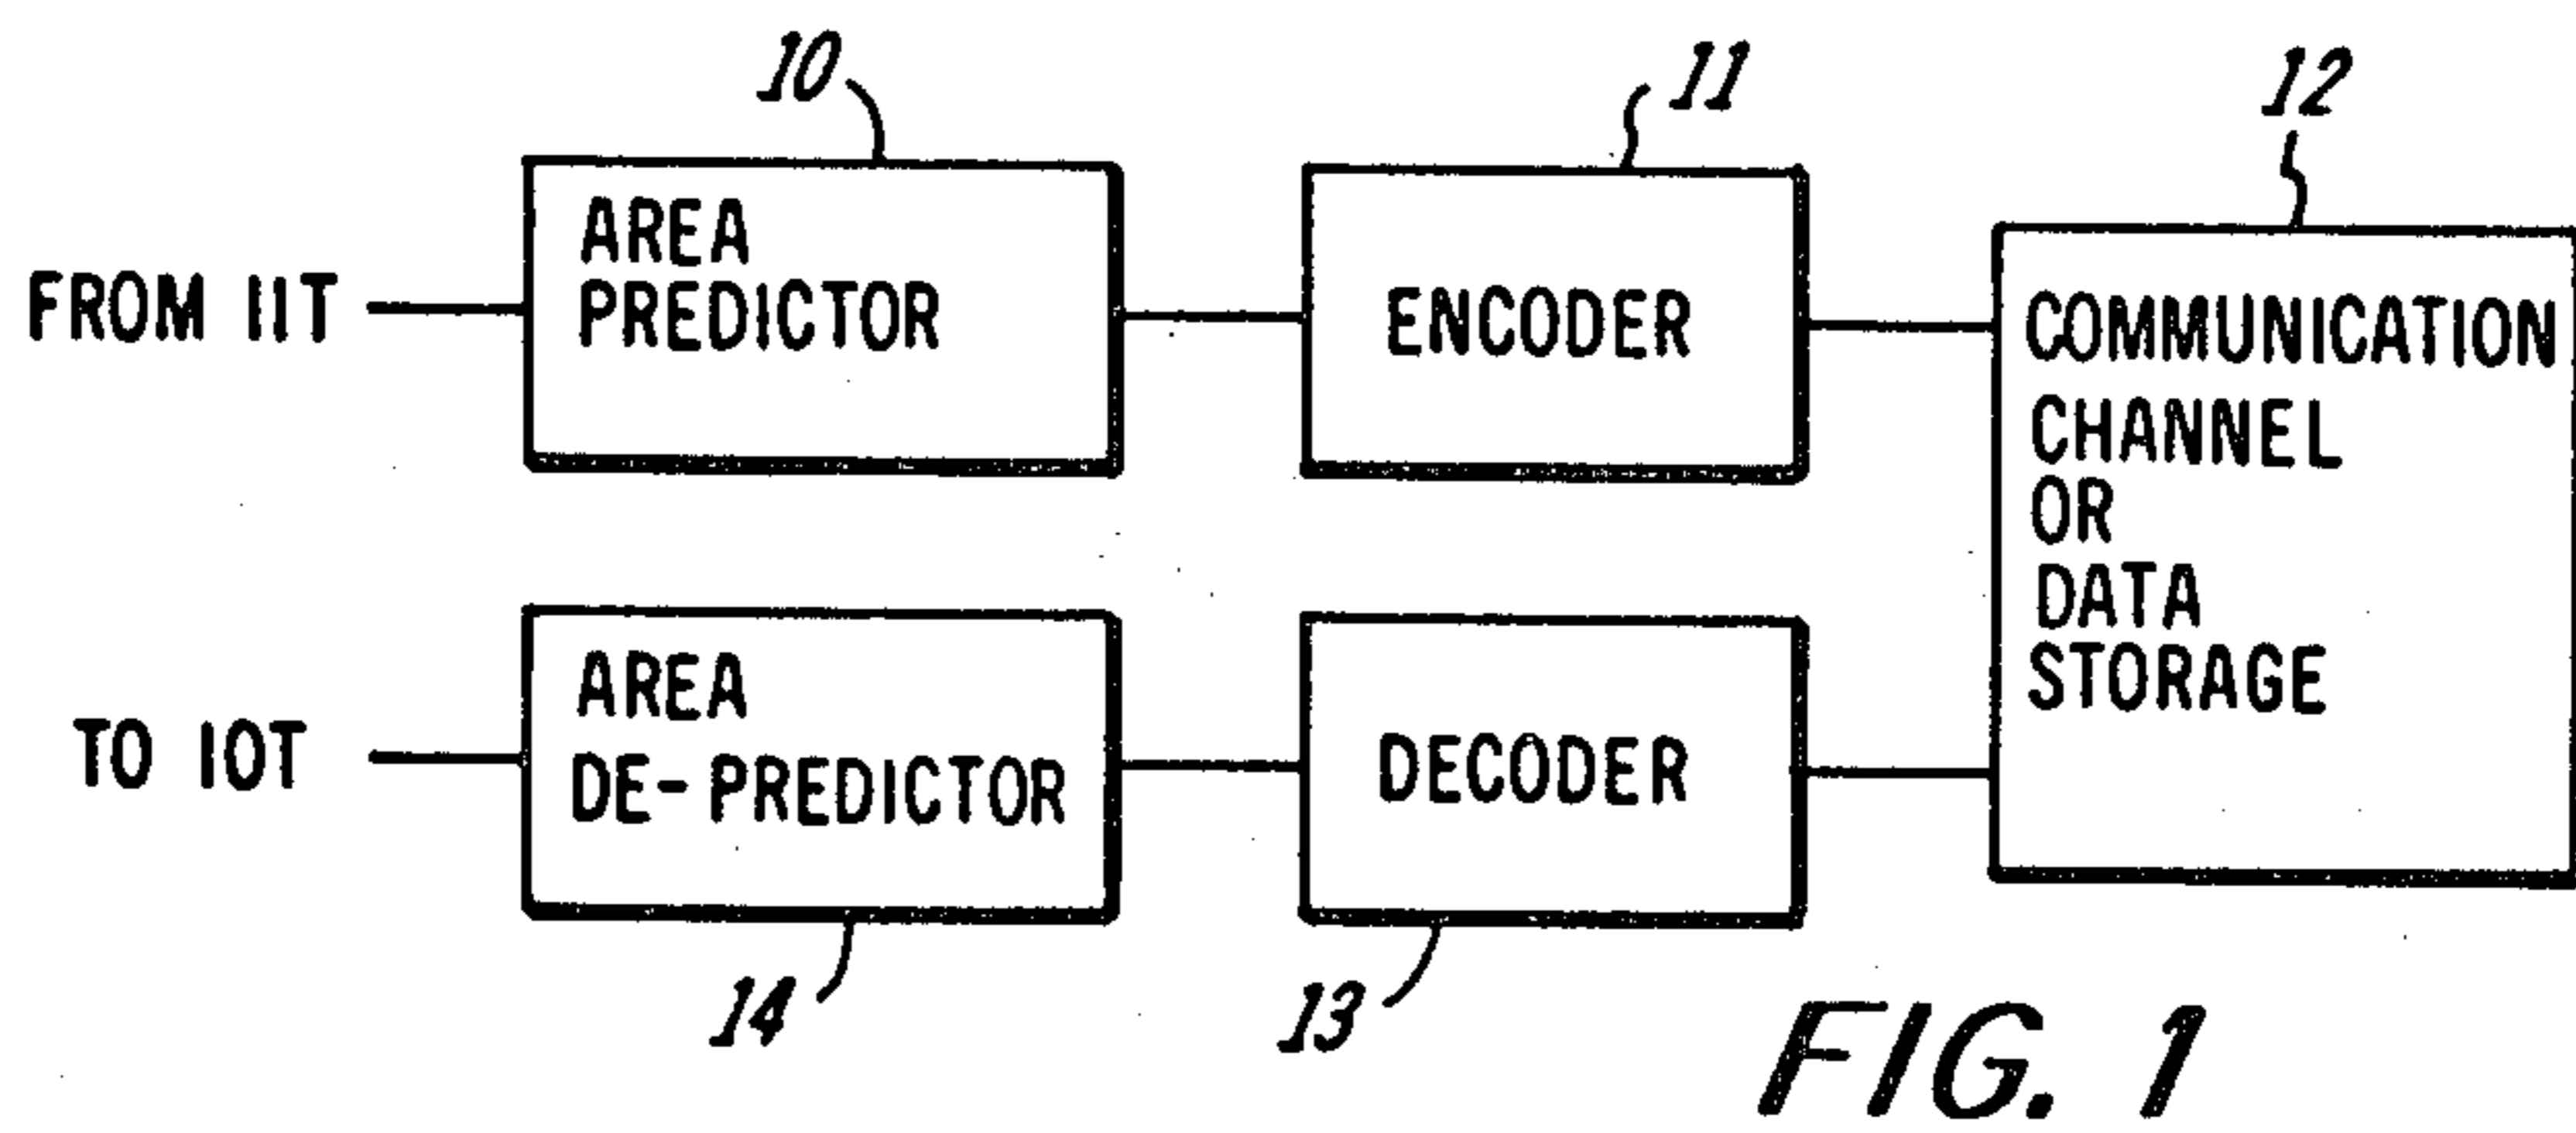 10
11
12
FROM IIT
AREA
PREDICTOR
ENCODER
COMMUNICATION
CHANNEL
OR
DATA
STORAGE
TO IOT
AREA
DE-PREDICTOR
DECODER
14
13
FIG. 1